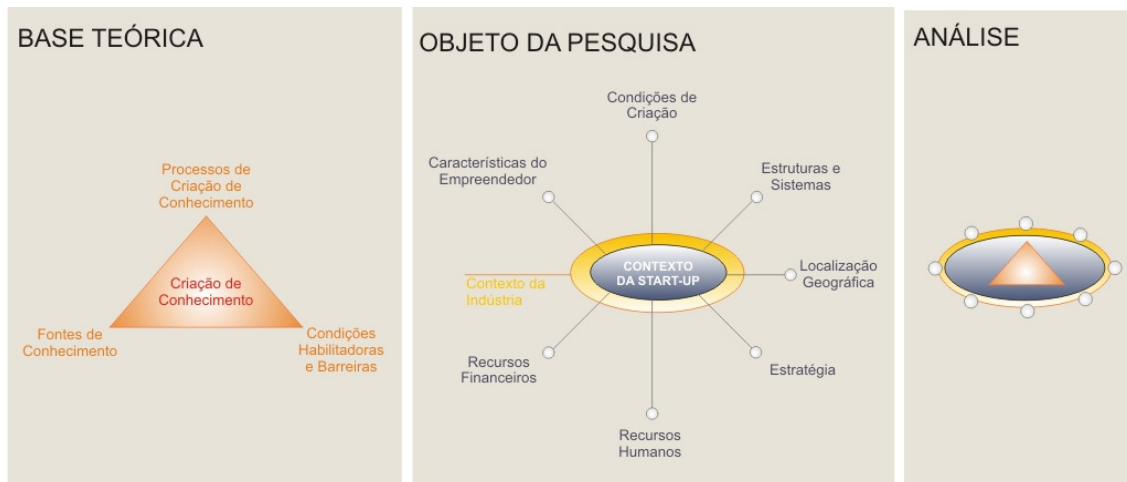 BASE TEÓRICA
Processos de
Criação de
Conhecimento
Criação de
Conhecimento
Fontes de
Conhecimento
Condições
Habilitadoras
e Barreiras
OBJETO DA PESQUISA
Condições de
Criação
Características do
Empreendedor
Estruturas e
Sistemas
CONTEXTO
DA START-UP
Contexto da
Indústria
Localização
Geográfica
Recursos
Financeiros
Estratégia
Recursos
Humanos
ANÁLISE